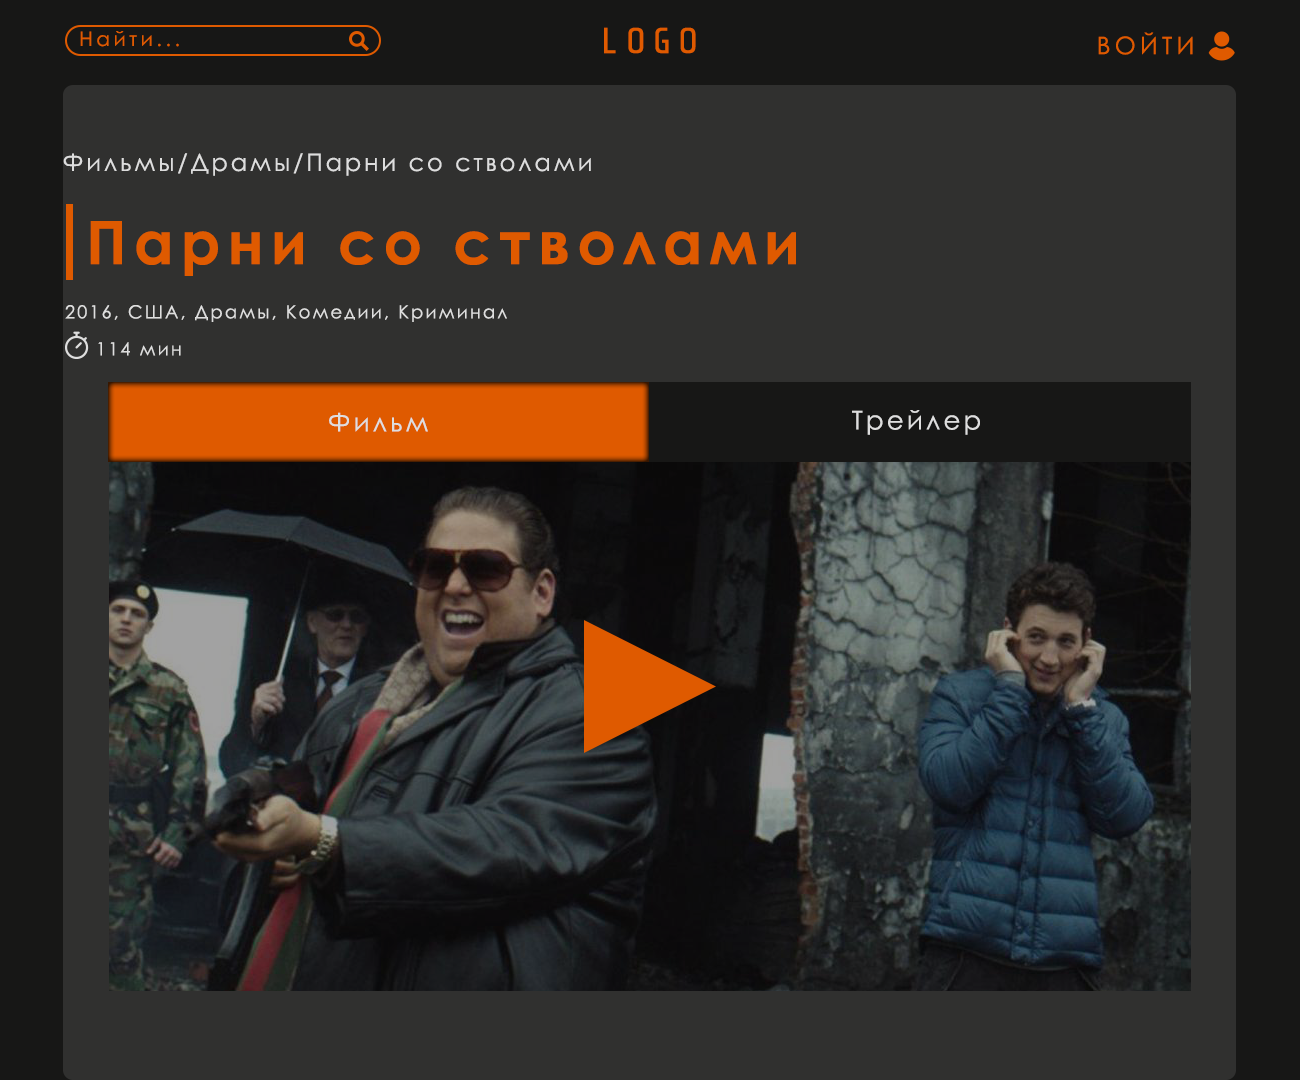 Найти...
LOGO
ВОЙТИ
Фильмы/Драмы/Парни со стволами
Парни со стволами
2016, США, Драмы, Комедии, Криминал
114 мин
Фильм
Трейлер